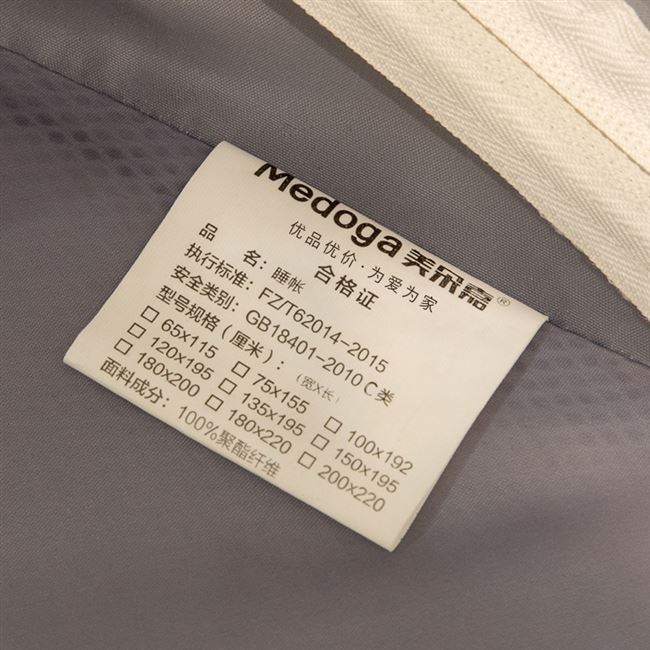 Medoga美朵嘉®
优品优价·为爱为家
合格证
品 名：睡帐
执行标准：FZ/T62014-2015
安全类别：GB18401-2010 C类
型号规格（厘米）：（宽X长）
□ 65x115 □ 75x155 □ 100x192
□ 120x195 □ 135x195 □ 150x195
□ 180x200 □ 180x220 □ 200x220
面料成分：100%聚酯纤维